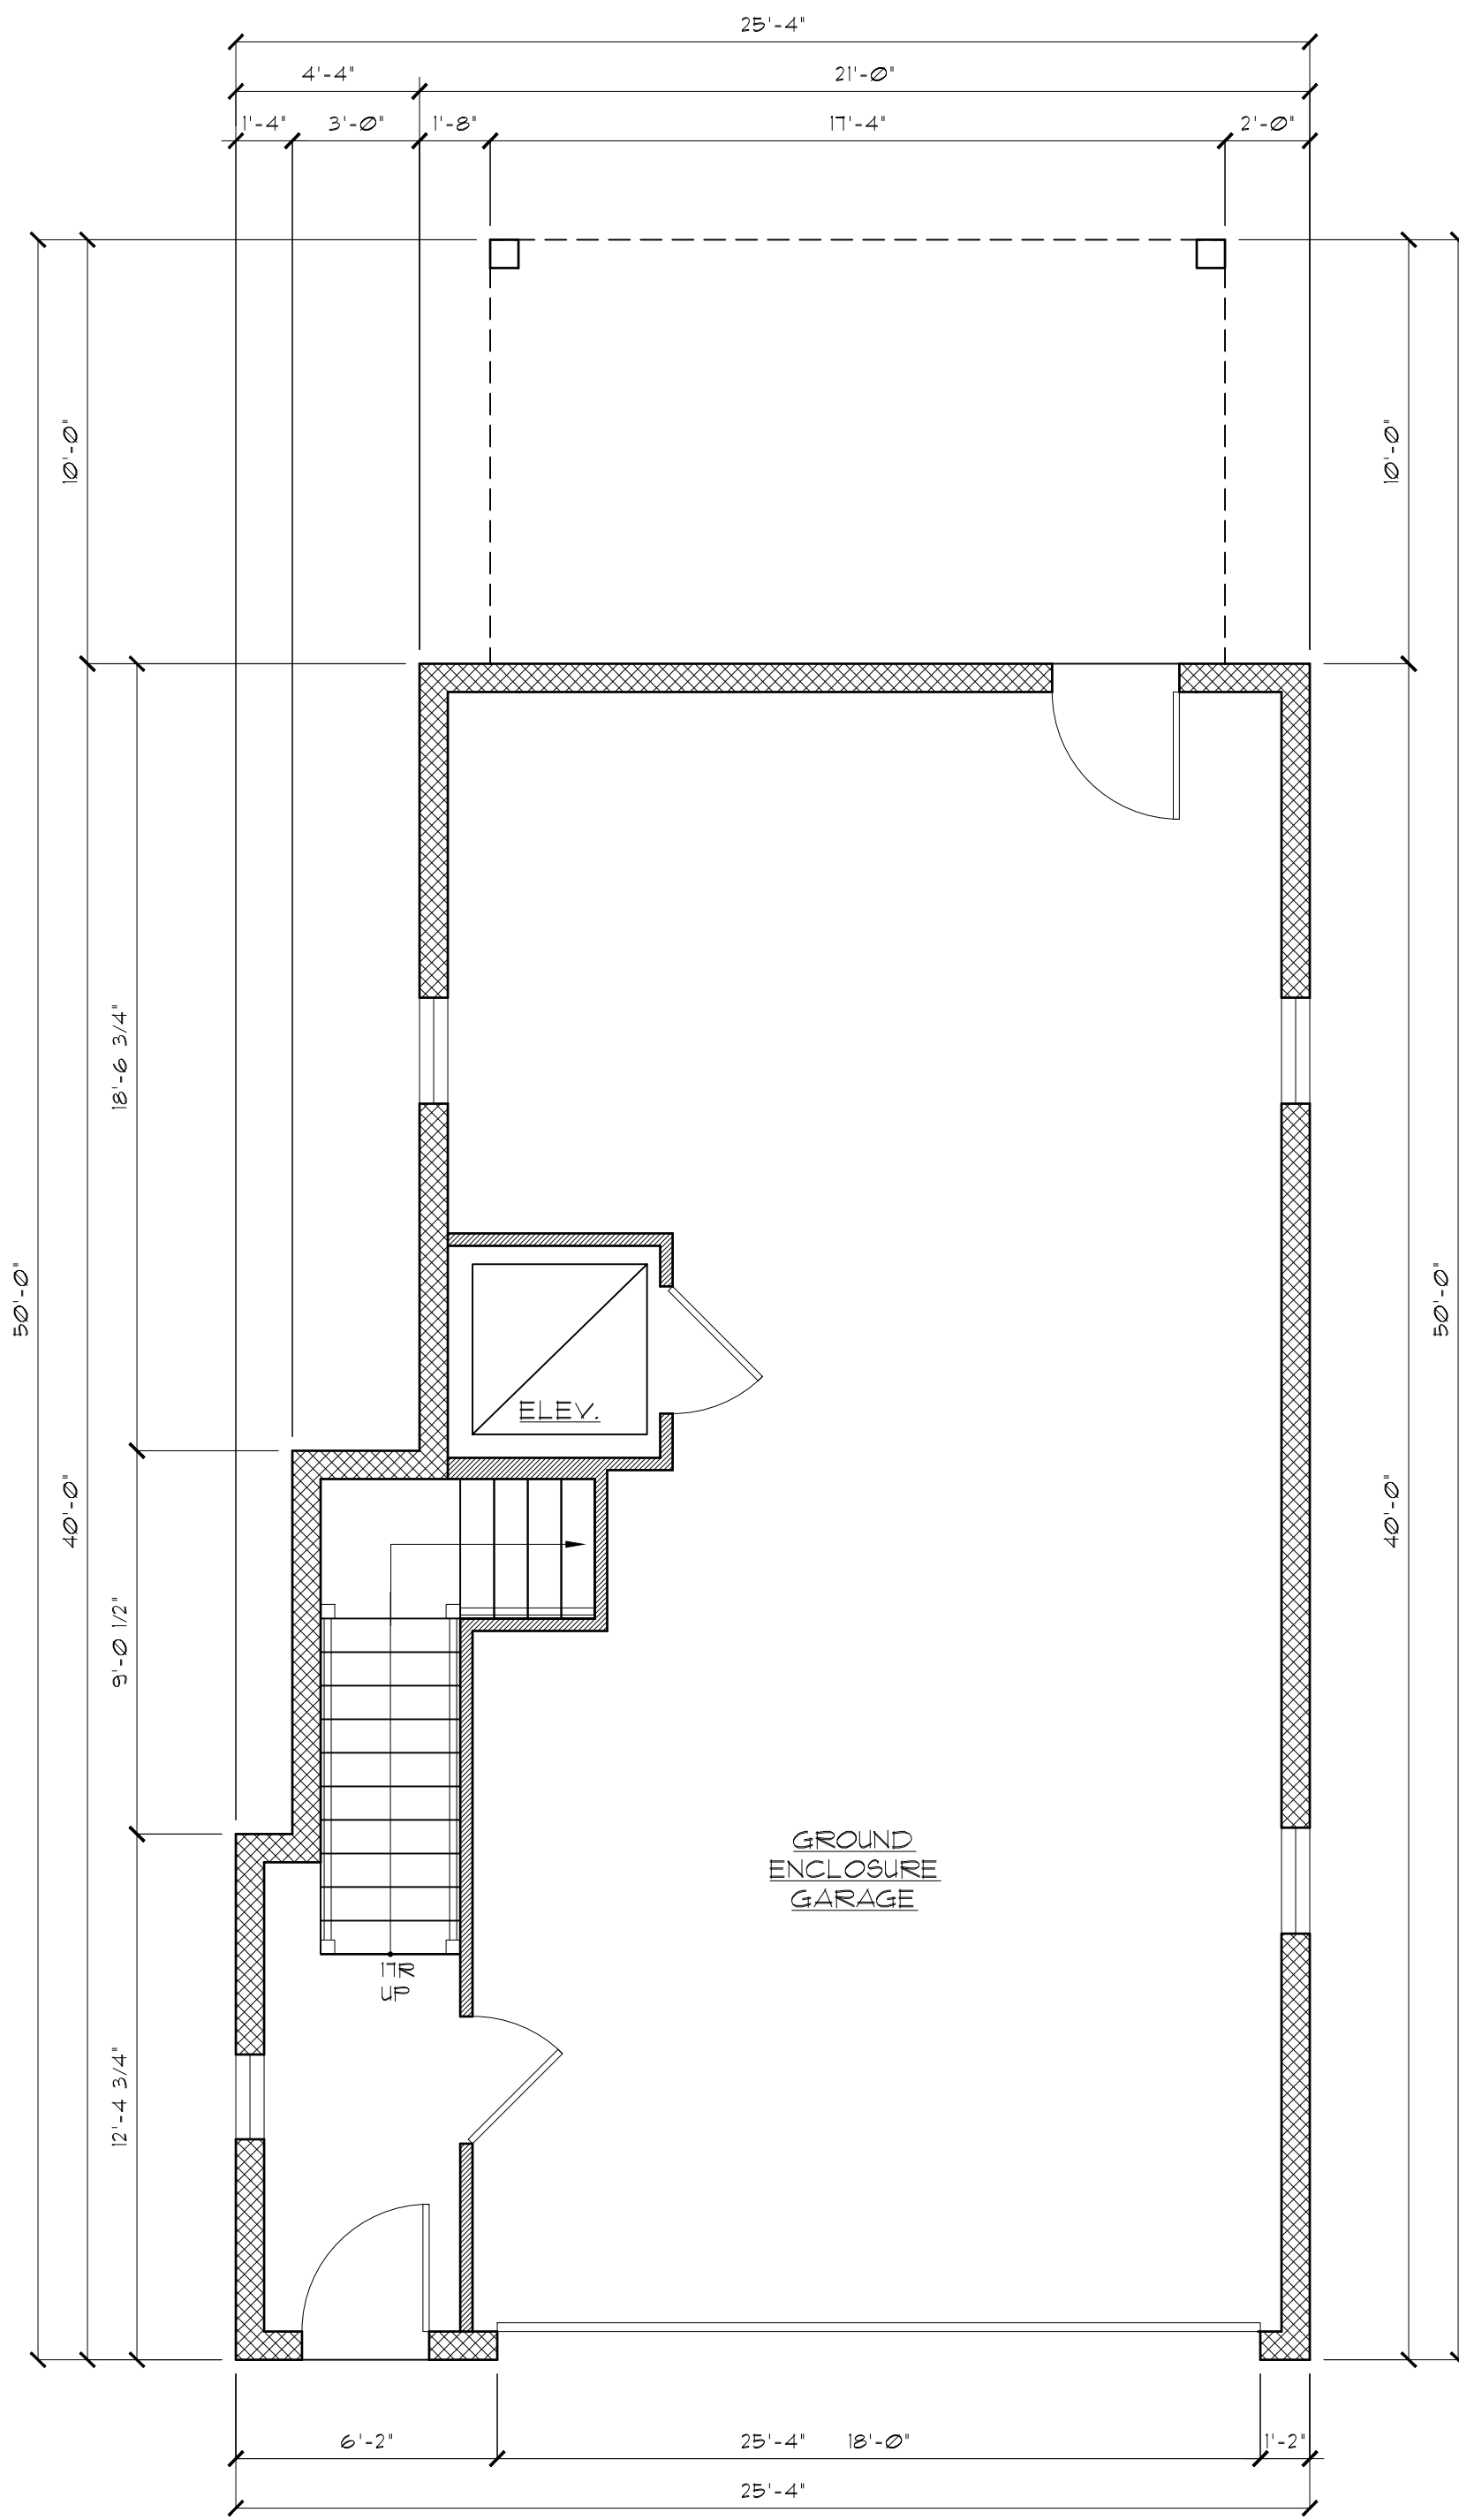 25'-4"
4'-4" 21'-0"
1'-4" 3'-0" 1'-8" 17'-4" 2'-0"
10'-0"
10'-0"
18'-6 3/4"
50'-0"
50'-0"
ELEV.
40'-0"
40'-0"
9'-0 1/2"
GROUND
ENCLOSURE
GARAGE
17R
UP
12'-4 3/4"
6'-2" 25'-4" 18'-0" 1'-2"
25'-4"